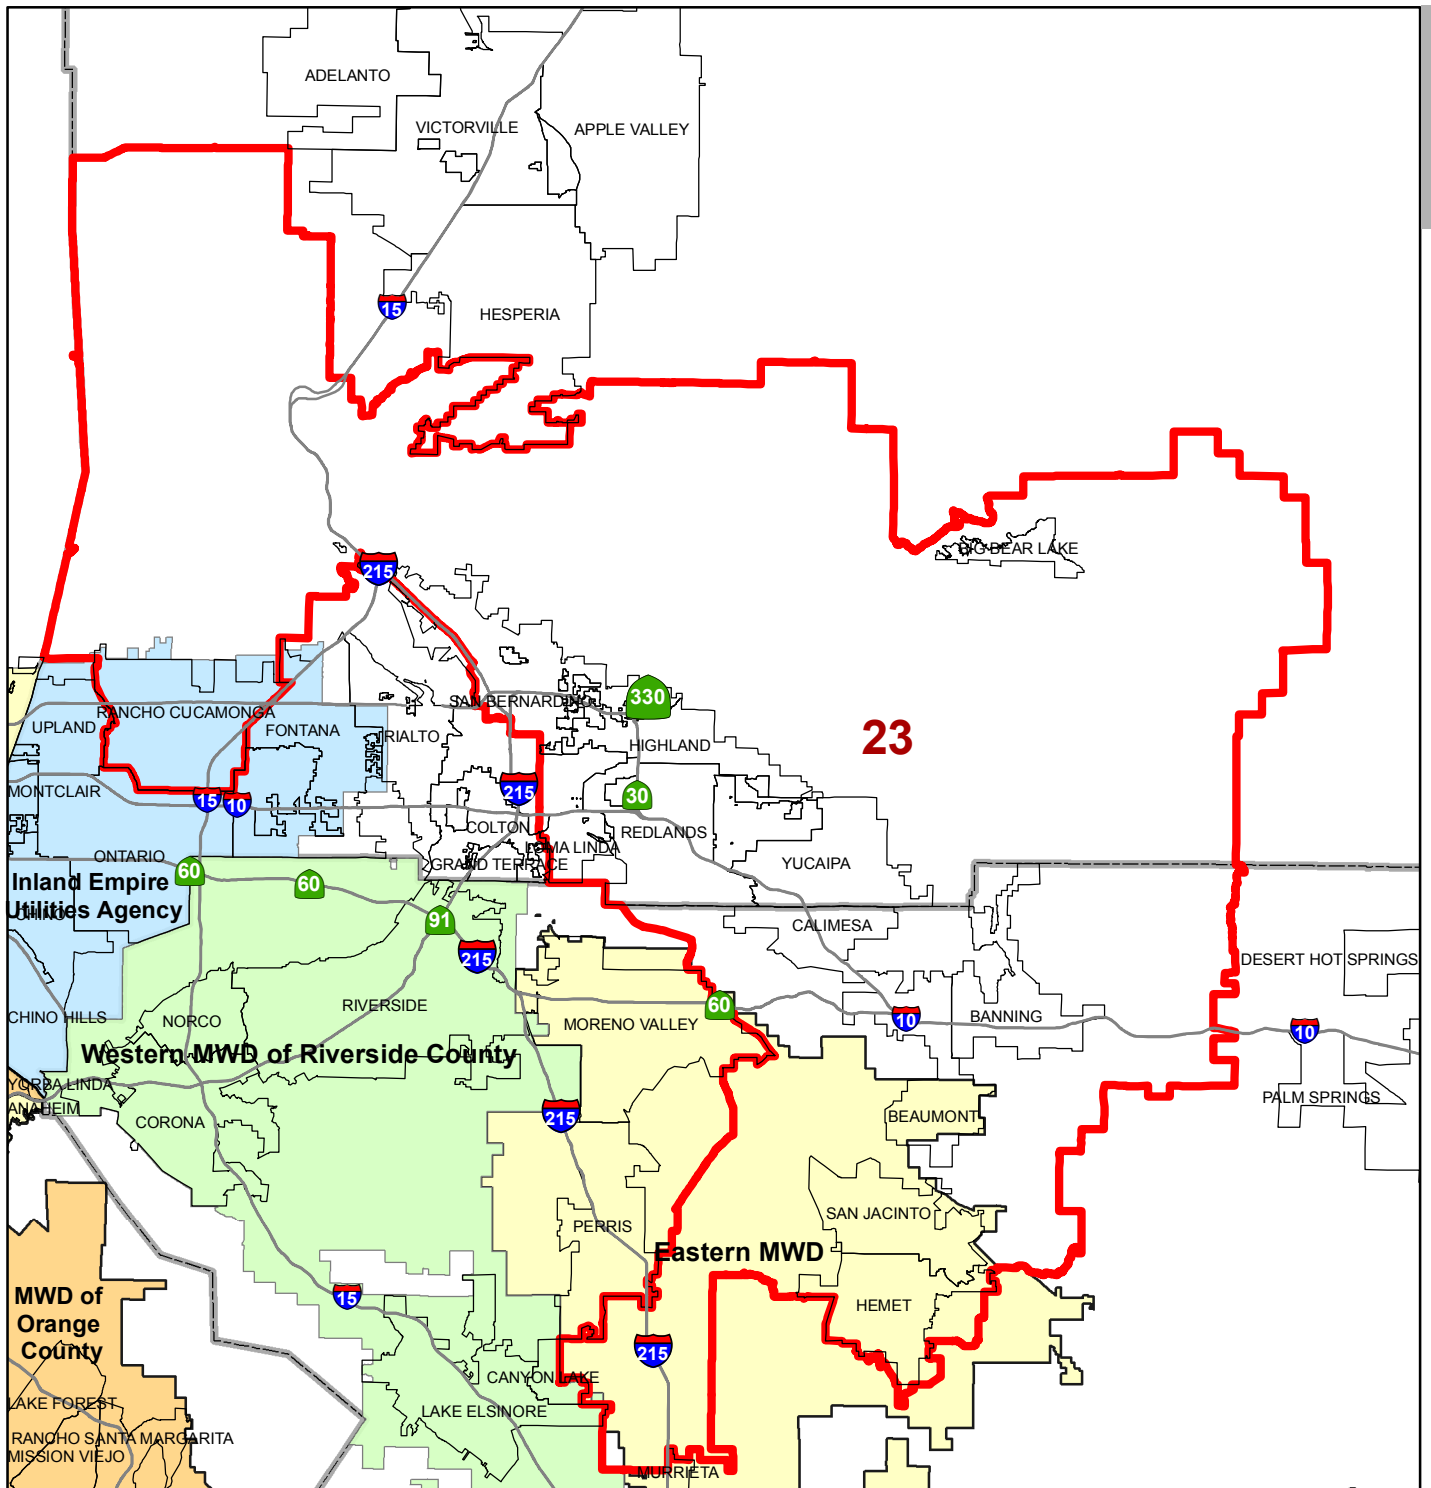 ADELANTO
VICTORVILLE
APPLE VALLEY
15
HESPERIA
BIG BEAR LAKE
215
330
SAN BERNARDINO
RANCHO CUCAMONGA
UPLAND
FONTANA
RIALTO
HIGHLAND
23
MONTCLAIR
15
10
215
30
COLTON
REDLANDS
LOMA LINDA
ONTARIO
GRAND TERRACE
YUCAIPA
60
60
Inland Empire
Utilities Agency
CHINO
91
CALIMESA
215
DESERT HOT SPRINGS
CHINO HILLS
NORCO
RIVERSIDE
60
MORENO VALLEY
10
BANNING
10
Western MWD of Riverside County
YORBA LINDA
ANAHEIM
CORONA
215
BEAUMONT
PALM SPRINGS
SAN JACINTO
PERRIS
Eastern MWD
MWD of
Orange
County
15
HEMET
215
CANYON LAKE
LAKE FOREST
LAKE ELSINORE
RANCHO SANTA MARGARITA
MISSION VIEJO
MURRIETA